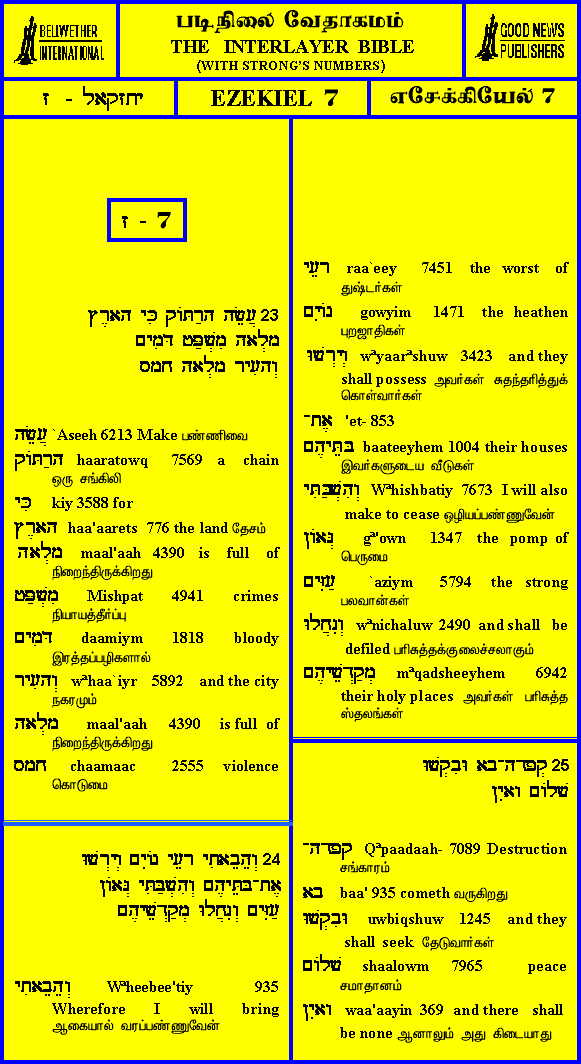 BELLWETHER
INTERNATIONAL
படிநிலை வேதாகமம்
THE INTERLAYER BIBLE
(WITH STRONG'S NUMBERS)
GOOD NEWS
PUBLISHERS
יחזקאל - ז
EZEKIEL 7
எசேக்கியேல் 7
ז - 7
23 עֲשֵׂה הָרַתּוֹק כִּי הָאָרֶץ
מָלְאָה מִשְׁפַּט דָּמִים
וְהָעִיר מָלְאָה חָמָס
עֲשֵׂה `Aseeh 6213 Make பண்ணிவை
הָרַתּוֹק haaratowq 7569 a chain
ஒரு சங்கிலி
כִּי kiy 3588 for
הָאָרֶץ haa'aarets 776 the land தேசம்
מָלְאָה maal'aah 4390 is full of
நிறைந்திருக்கிறது
מִשְׁפַּט Mishpat 4941 crimes
நியாயத்தீர்ப்பு
דָּמִים daamiym 1818 bloody
இரத்தப்பழிகளால்
וְהָעִיר wªhaa`iyr 5892 and the city
நகரமும்
מָלְאָה maal'aah 4390 is full of
நிறைந்திருக்கிறது
חָמָס chaamaac 2555 violence
கொடுமை
24 וְהֵבֵאתִי רָעֵי גוֹיִם וְיָרְשׁוּ
אֶת־בָּתֵּיהֶם וְהִשְׁבַּתִּי גְּאוֹן
עַזִּים וְנִחֲלוּ מְקַדְשֵׁיהֶם
וְהֵבֵאתִי Wªheebee'tiy 935
Wherefore I will bring
ஆகையால் வரப்பண்ணுவேன்
רָעֵי raa`eey 7451 the worst of
துஷ்டர்கள்
גוֹיִם gowyim 1471 the heathen
புறஜாதிகள்
וְיָרְשׁוּ wªyaarªshuw 3423 and they
shall possess அவர்கள் சுதந்தரித்துக்
கொள்வார்கள்
אֶת־ 'et- 853
בָּתֵּיהֶם baateeyhem 1004 their houses
இவர்களுடைய வீடுகள்
וְהִשְׁבַּתִּי Wªhishbatiy 7673 I will also
make to cease ஒழியப்பண்ணுவேன்
גְּאוֹן gª'own 1347 the pomp of
பெருமை
עַזִּים `aziym 5794 the strong
பலவான்கள்
וְנִחֲלוּ wªnichaluw 2490 and shall be
defiled பரிசுத்தக்குலைச்சலாகும்
מְקַדְשֵׁיהֶם mªqadsheeyhem 6942
their holy places அவர்கள் பரிசுத்த
ஸ்தலங்கள்
25 קְפָדָה־בָא וּבִקְשׁוּ
שָׁלוֹם וָאָיִן
קְפָדָה־ Qªpaadaah- 7089 Destruction
சங்காரம்
בָא baa' 935 cometh வருகிறது
וּבִקְשׁוּ uwbiqshuw 1245 and they
shall seek தேடுவார்கள்
שָׁלוֹם shaalowm 7965 peace
சமாதானம்
וָאָיִן waa'aayin 369 and there shall
be none ஆனாலும் அது கிடையாது